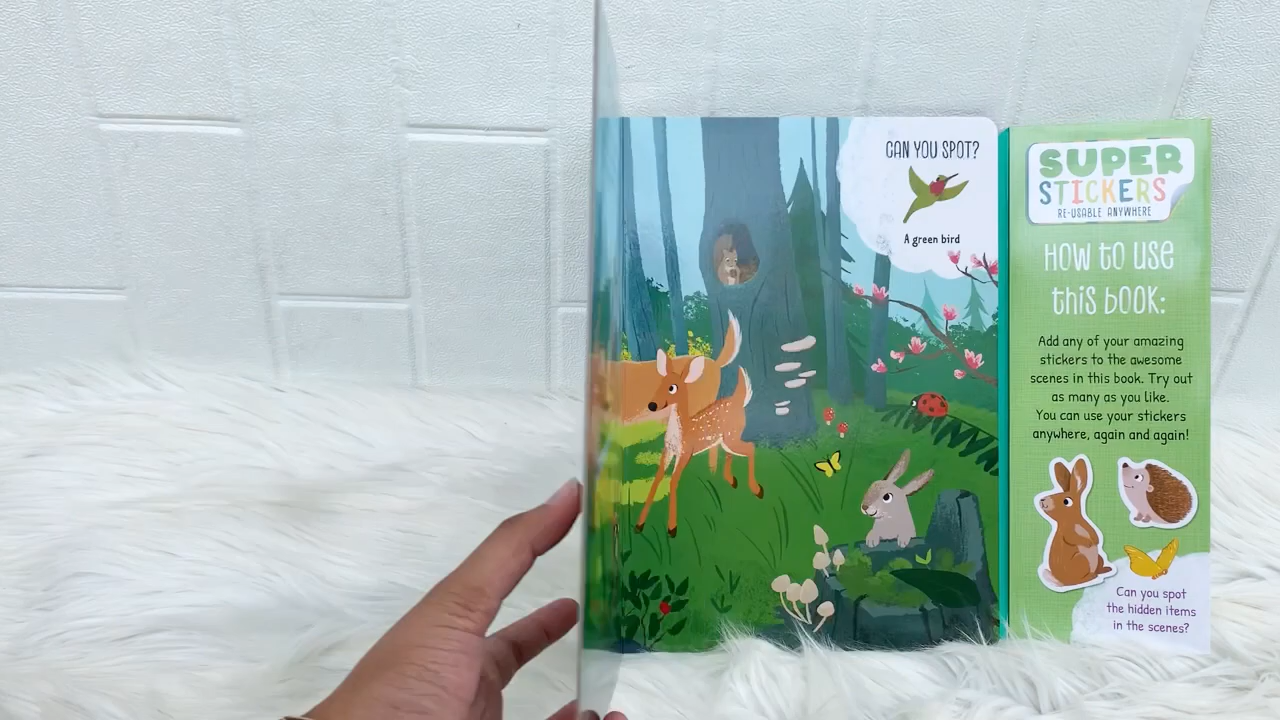 CAN YOU SPOT?
A green bird
SUPER
STICKERS
RE-USABLE ANYWHERE
HOW to use
this BOOK:
Add any of your amazing
stickers to the awesome
scenes in this book. Try out
as many as you like.
You can use your stickers
anywhere, again and again!
Can you spot
the hidden items
in the scenes?